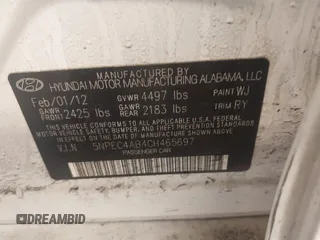 MANUFACTURED BY
HYUNDAI MOTOR MANUFACTURING ALABAMA, LLC
Feb/01/12 GVWR 4497 lbs PAINT WJ
GAWR FRONT 2425 lbs GAWR REAR 2183 lbs TRIM RY
THIS VEHICLE CONFORMS TO ALL APPLICABLE
FEDERAL MOTOR VEHICLE SAFETY, BUMPER, AND
THEFT PREVENTION STANDARDS IN EFFECT ON
THE DATE OF MANUFACTURE SHOWN ABOVE.
V.I.N 5NPEC4AB4CH465697
PASSENGER CAR
DREAMBID